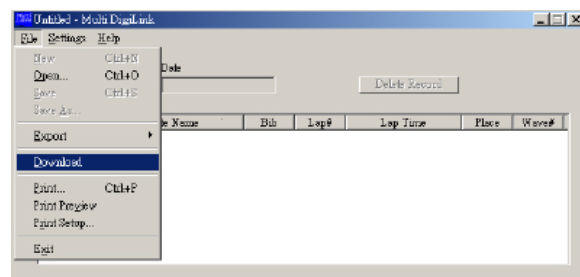 Untitled - Multi DigiLink
File Settings Help
New Ctrl+N
Open... Ctrl+O
Save Ctrl+S
Save As...
Export
Download
Print... Ctrl+P
Print Preview
Print Setup...
Exit
Date
Delete Record
Name Bib Lap# Lap Time Place Wave#